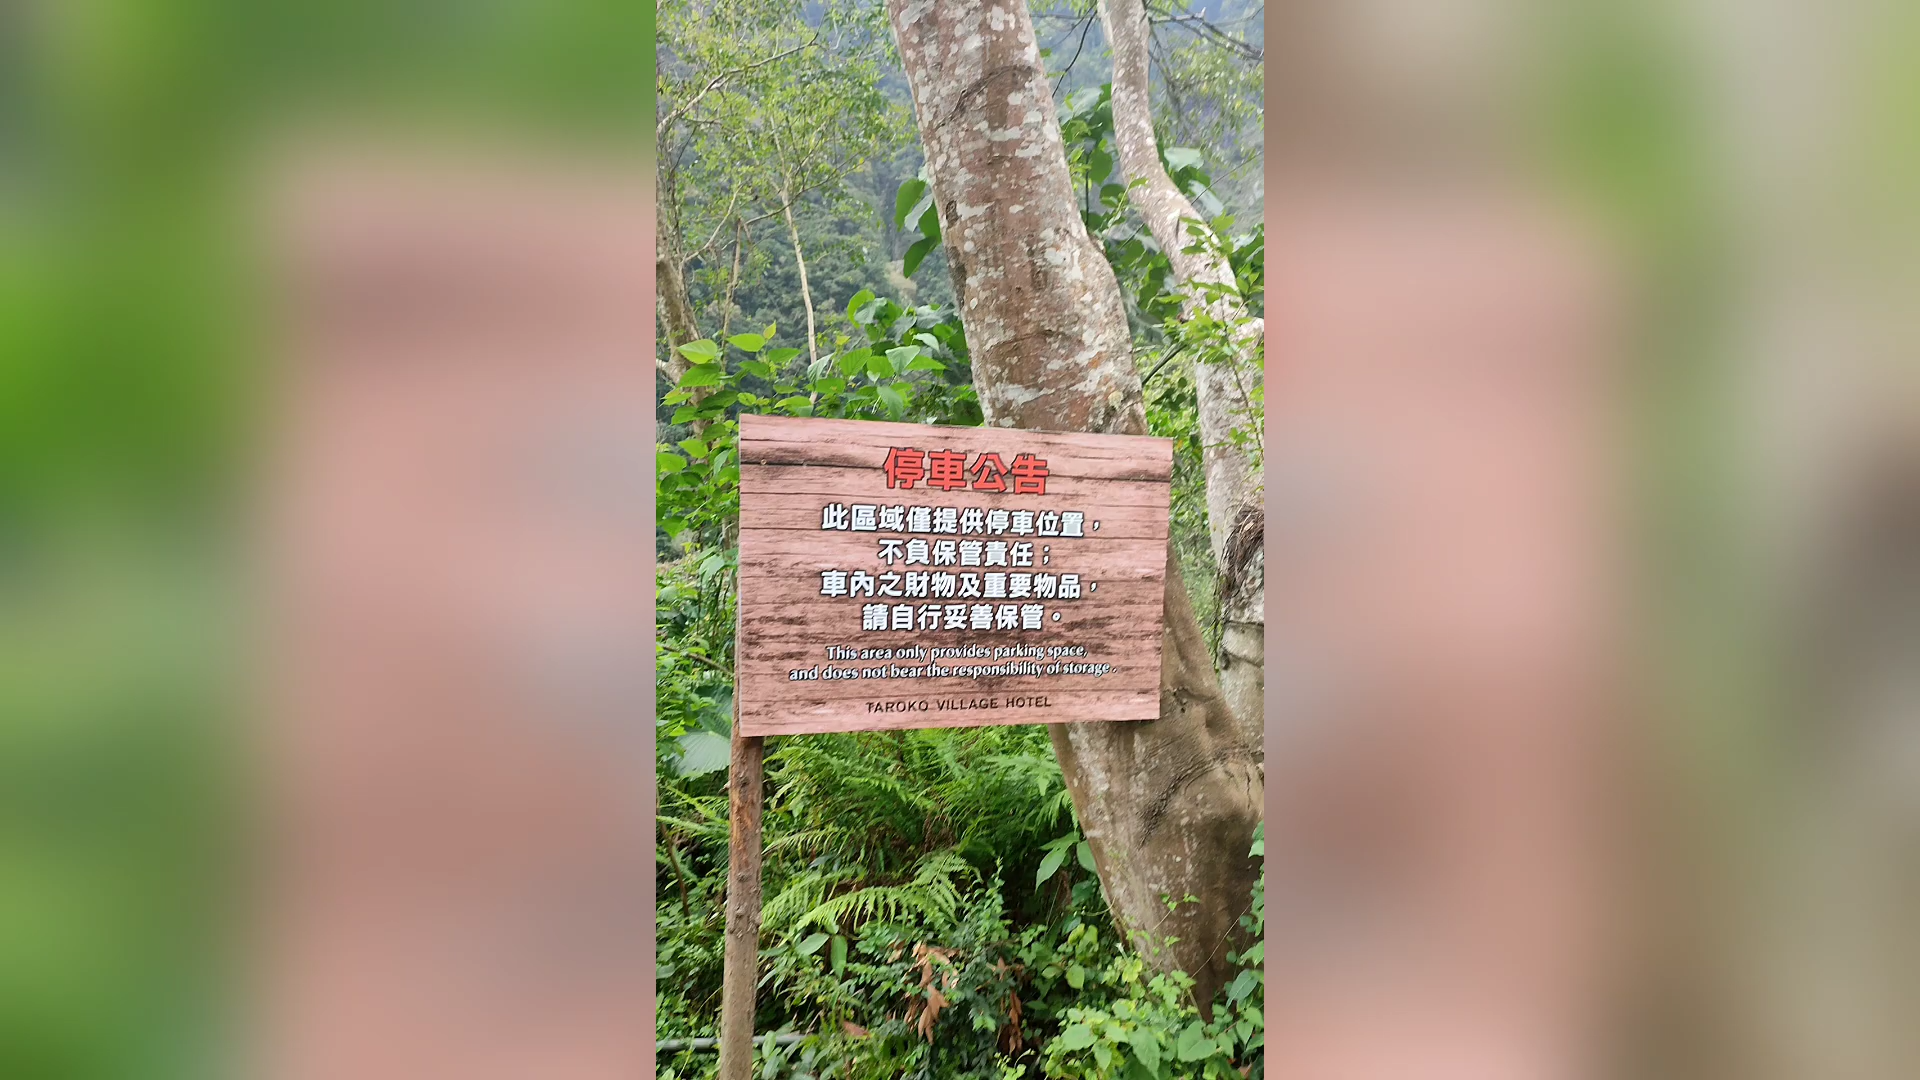 停車公告
此區域僅提供停車位置，
不負保管責任；
車內之財物及重要物品，
請自行妥善保管。
This area only provides parking space,
and does not bear the responsibility of storage.
TAROKO VILLAGE HOTEL